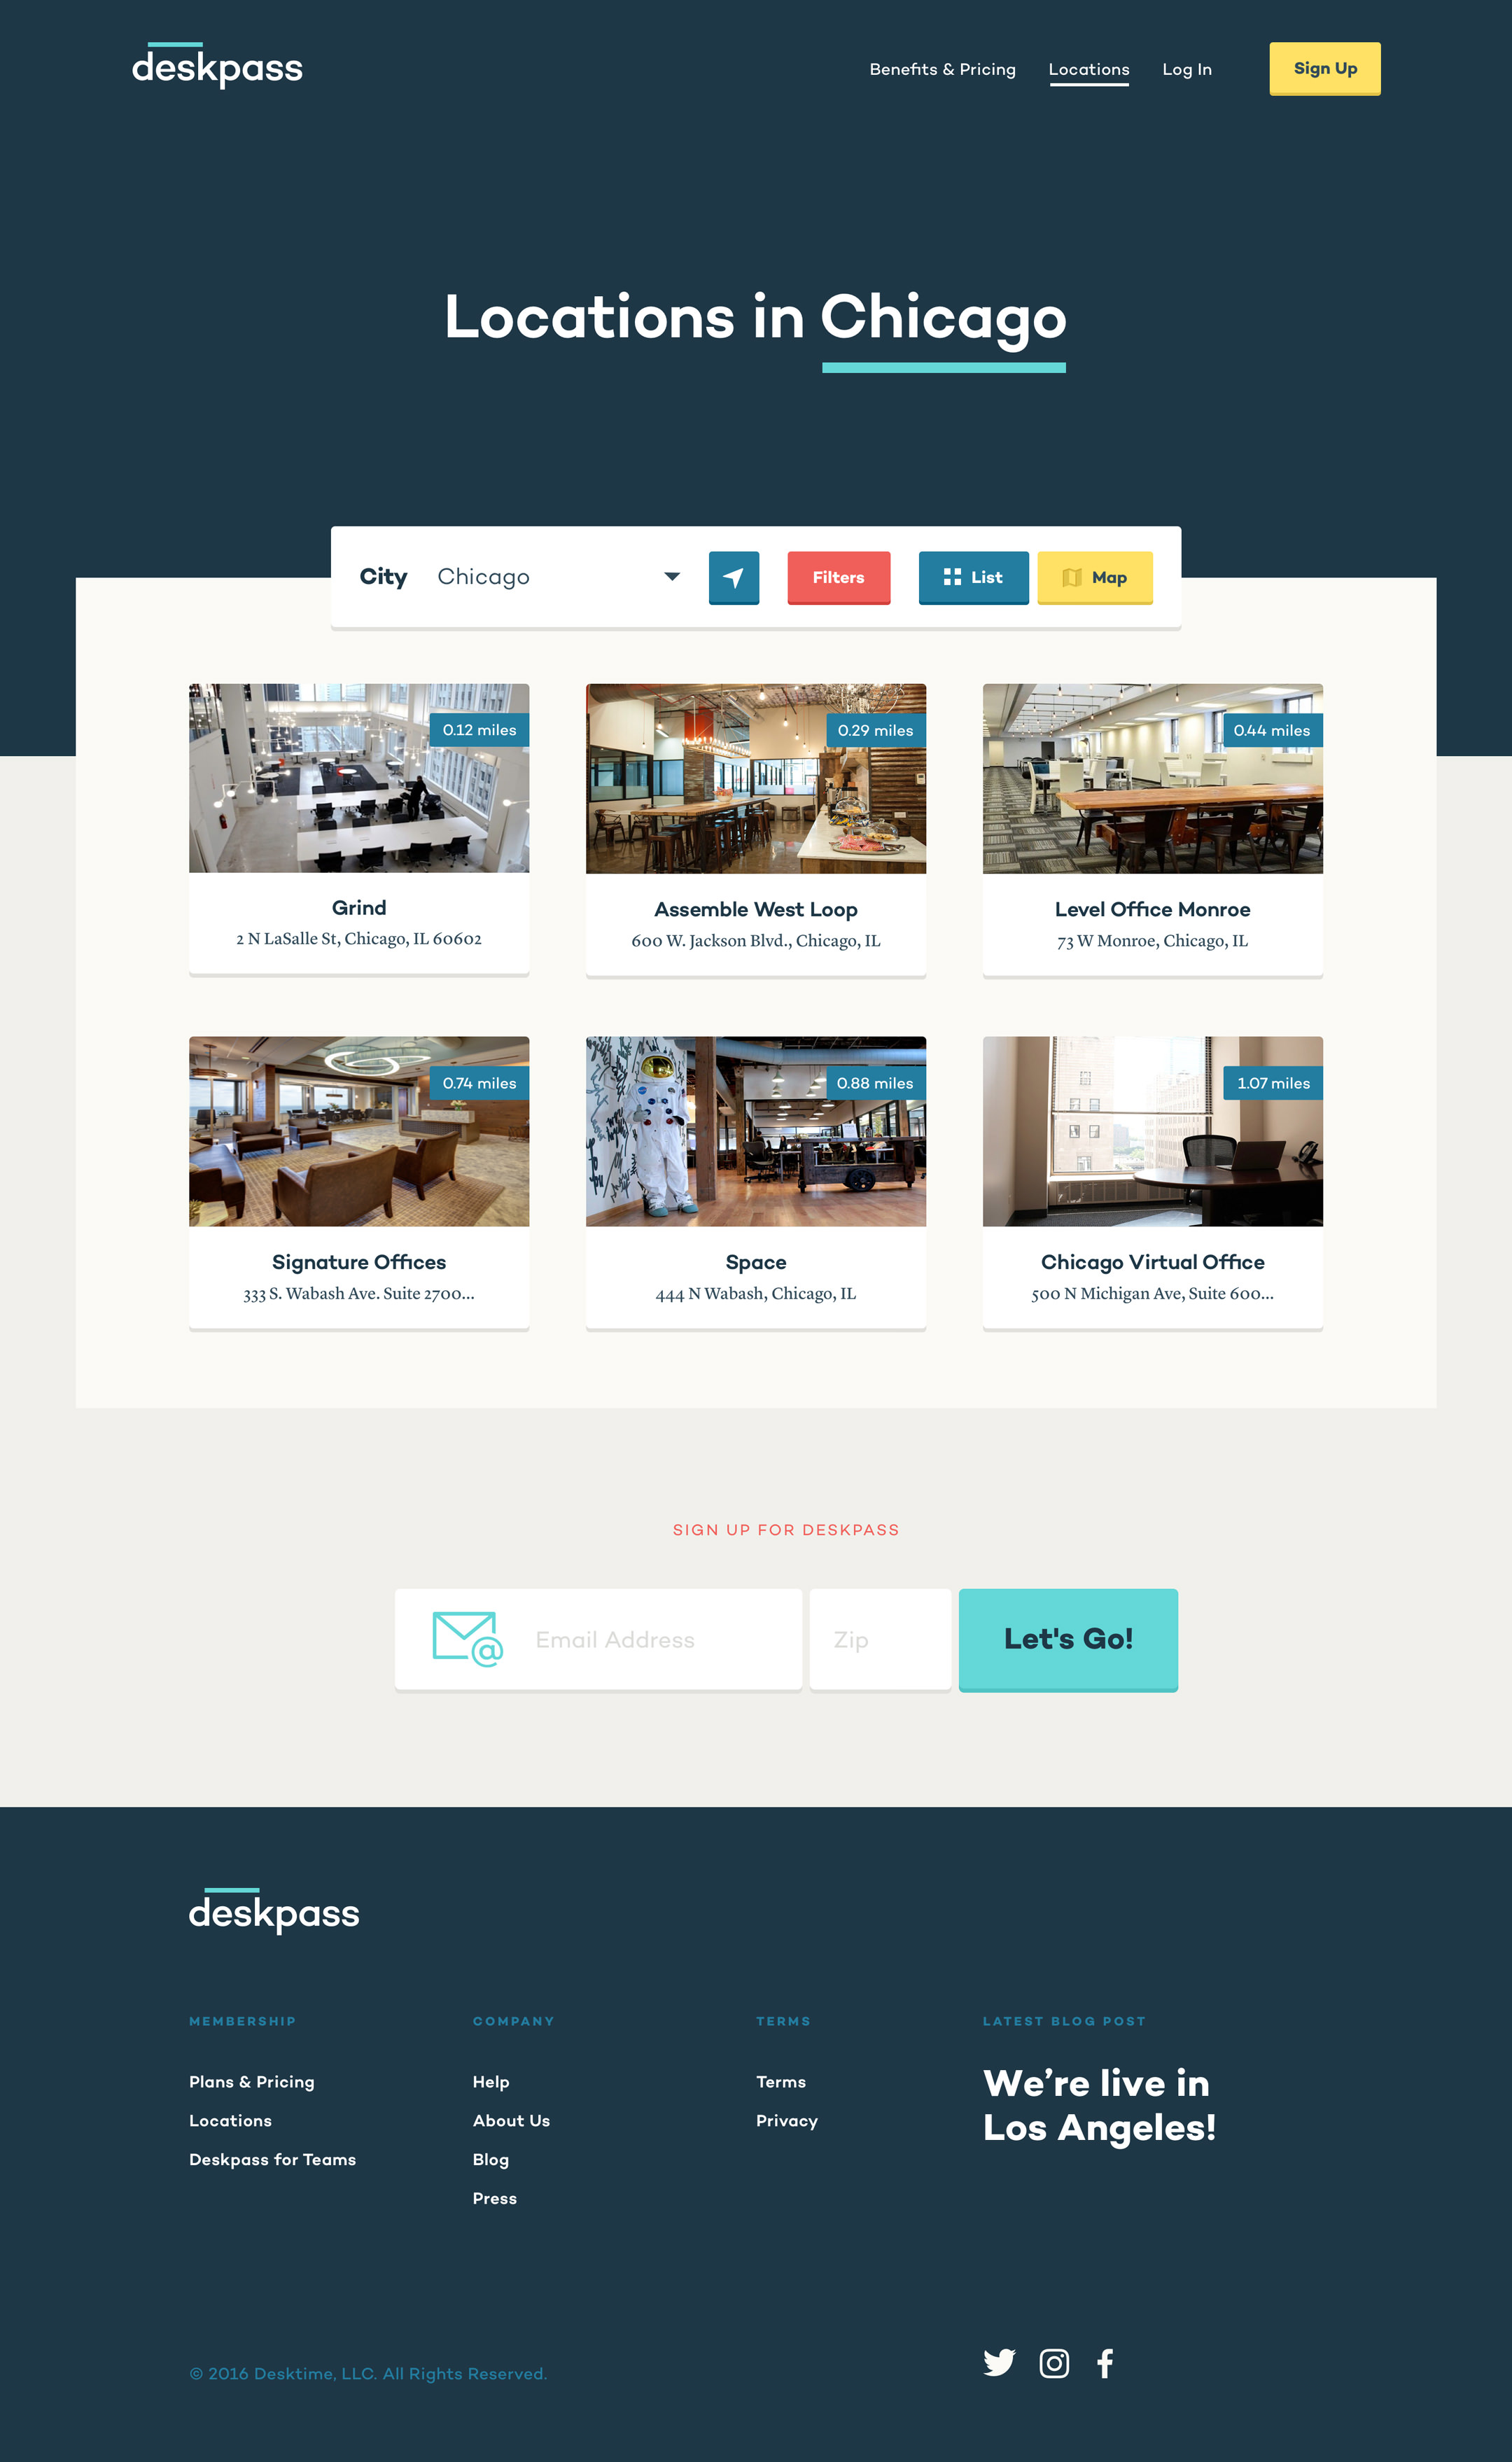 deskpass
Benefits & Pricing
Locations
Log In
Sign Up
Locations in Chicago
City
Chicago
Filters
List
Map
0.12 miles
Grind
2 N LaSalle St, Chicago, IL 60602
0.29 miles
Assemble West Loop
600 W. Jackson Blvd., Chicago, IL
0.44 miles
Level Office Monroe
73 W Monroe, Chicago, IL
0.74 miles
Signature Offices
333 S. Wabash Ave. Suite 2700...
0.88 miles
Space
444 N Wabash, Chicago, IL
1.07 miles
Chicago Virtual Office
500 N Michigan Ave, Suite 600...
SIGN UP FOR DESKPASS
Email Address
Zip
Let's Go!
deskpass
MEMBERSHIP
Plans & Pricing
Locations
Deskpass for Teams
COMPANY
Help
About Us
Blog
Press
TERMS
Terms
Privacy
LATEST BLOG POST
We’re live in
Los Angeles!
© 2016 Desktime, LLC. All Rights Reserved.